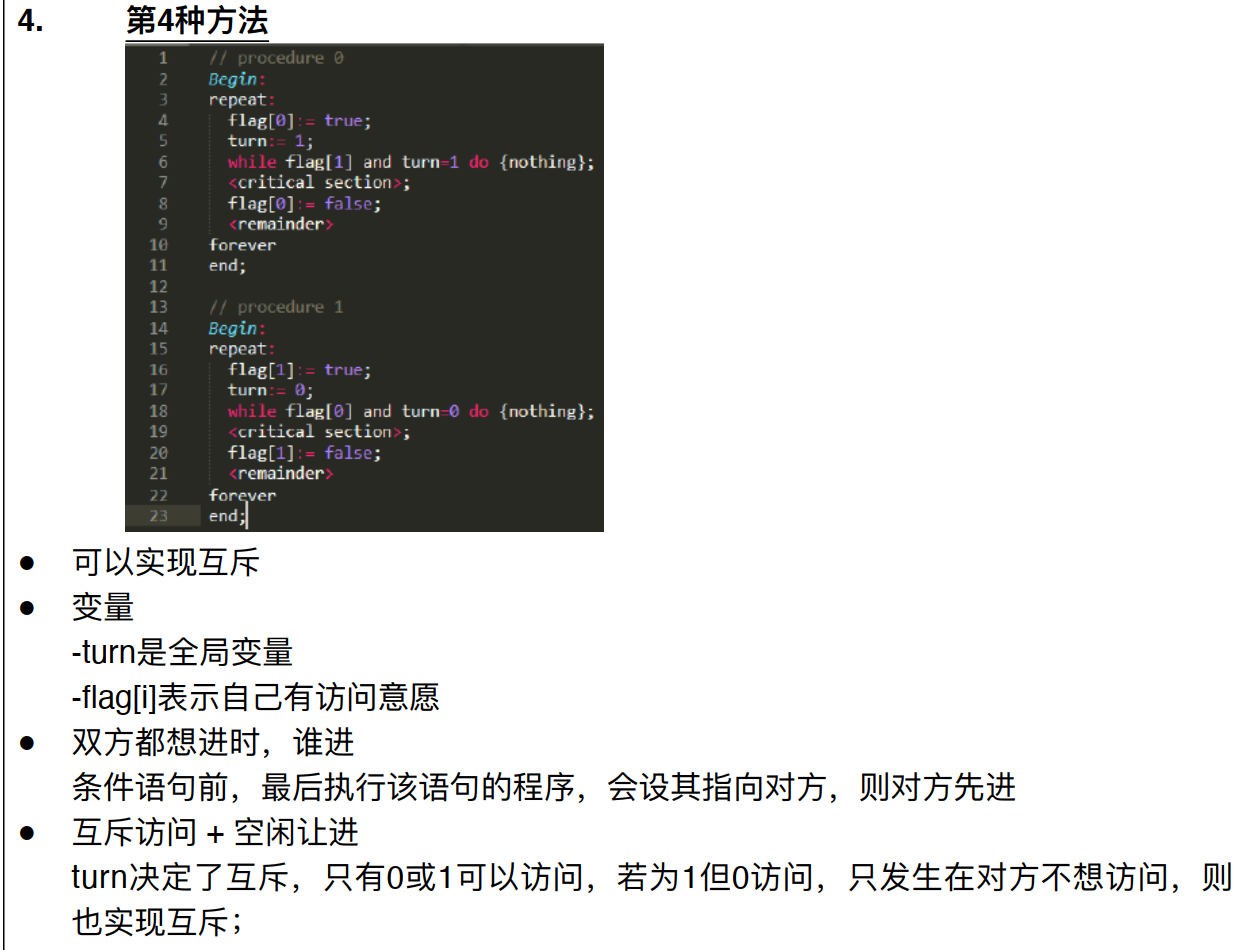 4. 第4种方法
1 // procedure 0
2 Begin:
3 repeat:
4 flag[0]:= true;
5 turn:= 1;
6 while flag[1] and turn=1 do {nothing};
7 <critical section>;
8 flag[0]:= false;
9 <remainder>
10 forever
11 end;
12
13 // procedure 1
14 Begin:
15 repeat:
16 flag[1]:= true;
17 turn:= 0;
18 while flag[0] and turn=0 do {nothing};
19 <critical section>;
20 flag[1]:= false;
21 <remainder>
22 forever
23 end;
● 可以实现互斥
● 变量
-turn是全局变量
-flag[i]表示自己有访问意愿
● 双方都想进时，谁进
条件语句前，最后执行该语句的程序，会设其指向对方，则对方先进
● 互斥访问 + 空闲让进
turn决定了互斥，只有0或1可以访问，若为1但0访问，只发生在对方不想访问，则
也实现互斥；